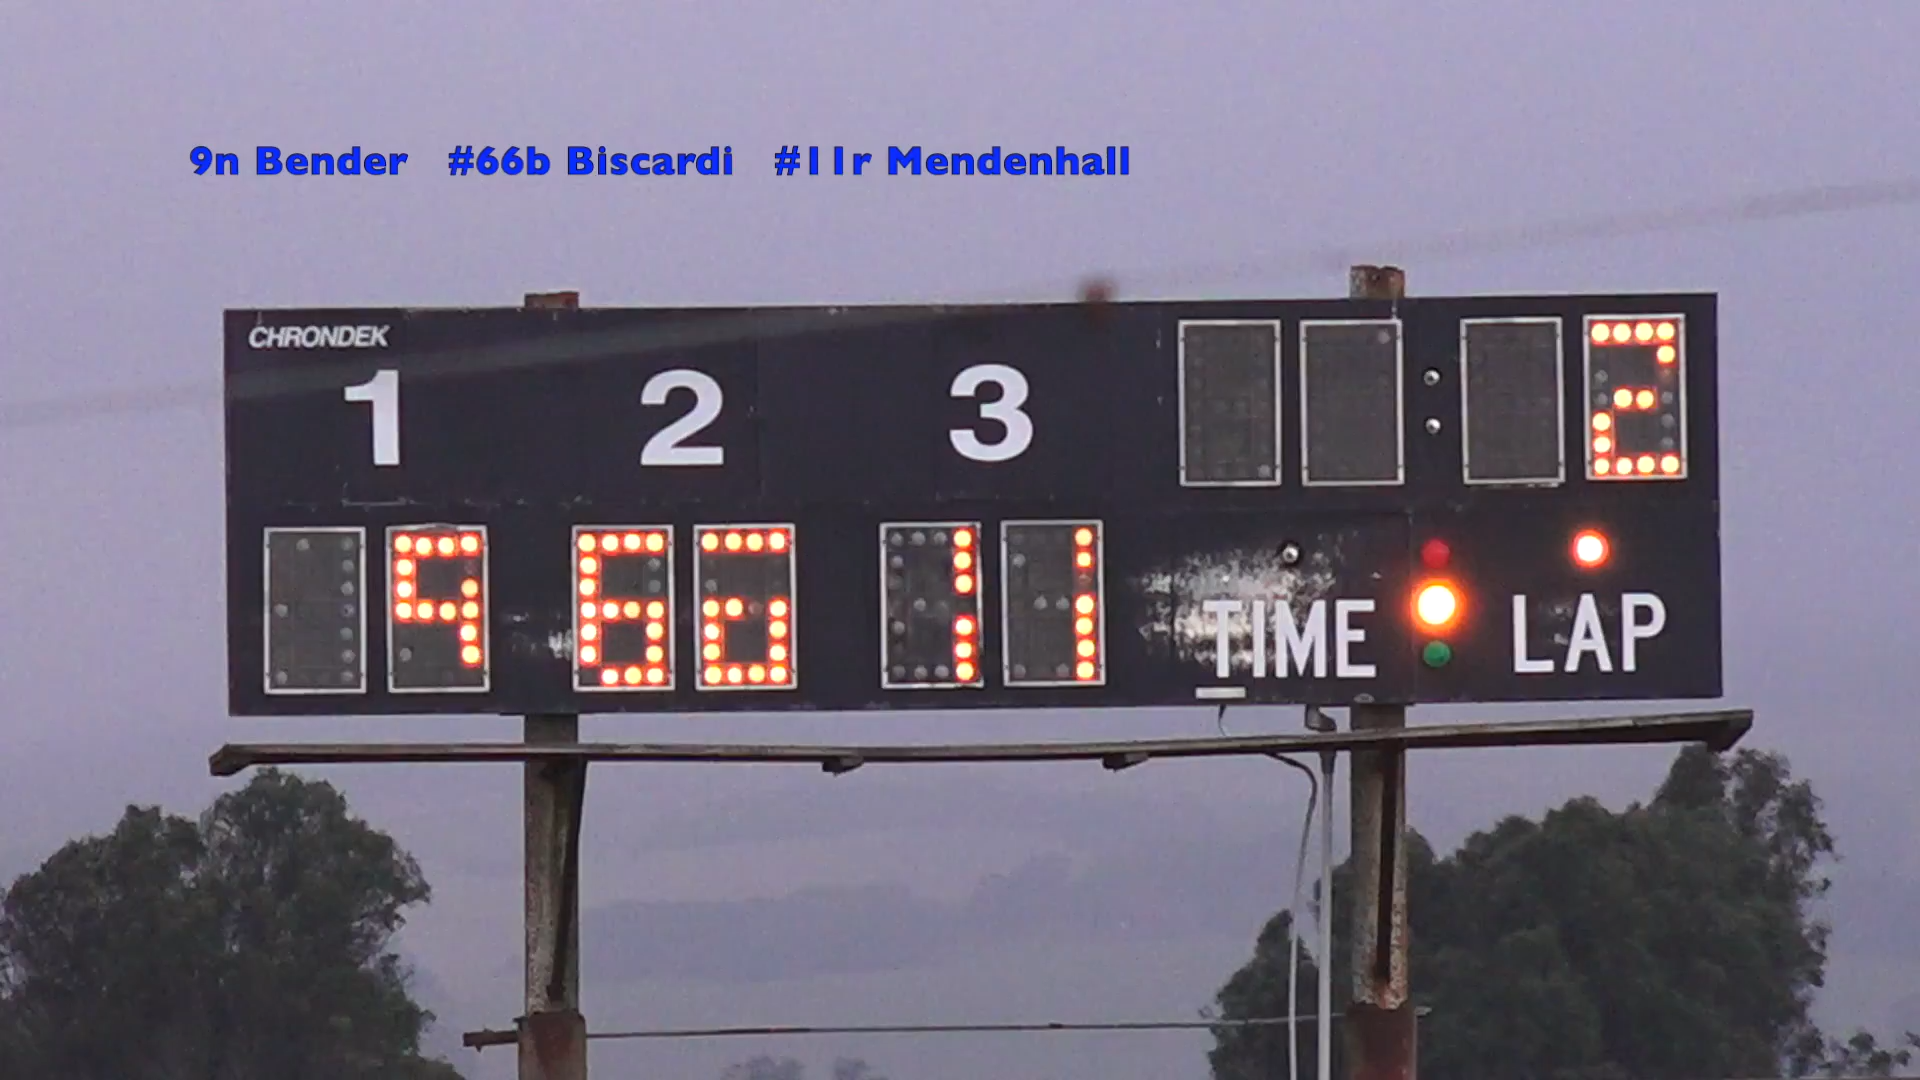 9n Bender #66b Biscardi #11r Mendenhall
CHRONDEK
1 2 3 2
9 66 11
TIME LAP